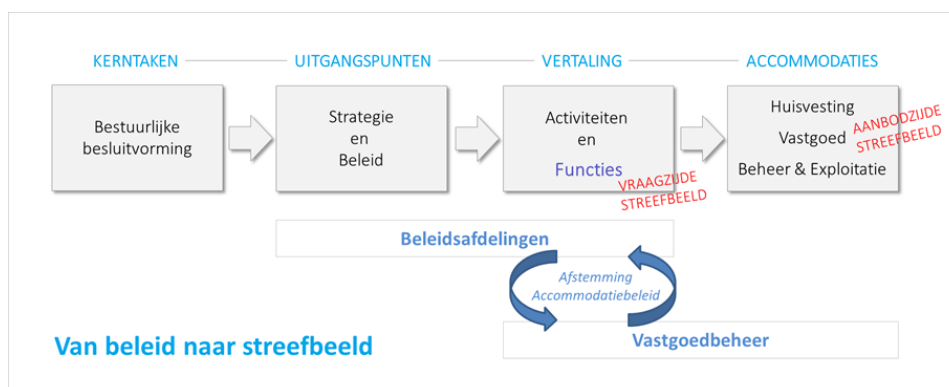 KERNTAKEN
UITGANGSPUNTEN
VERTALING
ACCOMMODATIES
Bestuurlijke
besluitvorming
Strategie
en
Beleid
Activiteiten
en
Functies
VRAAGZIJDE
STREEFBEELD
Huisvesting
Vastgoed
Beheer & Exploitatie
AANBODZIJDE
STREEFBEELD
Beleidsafdelingen
Afstemming
Accommodatiebeleid
Vastgoedbeheer
Van beleid naar streefbeeld